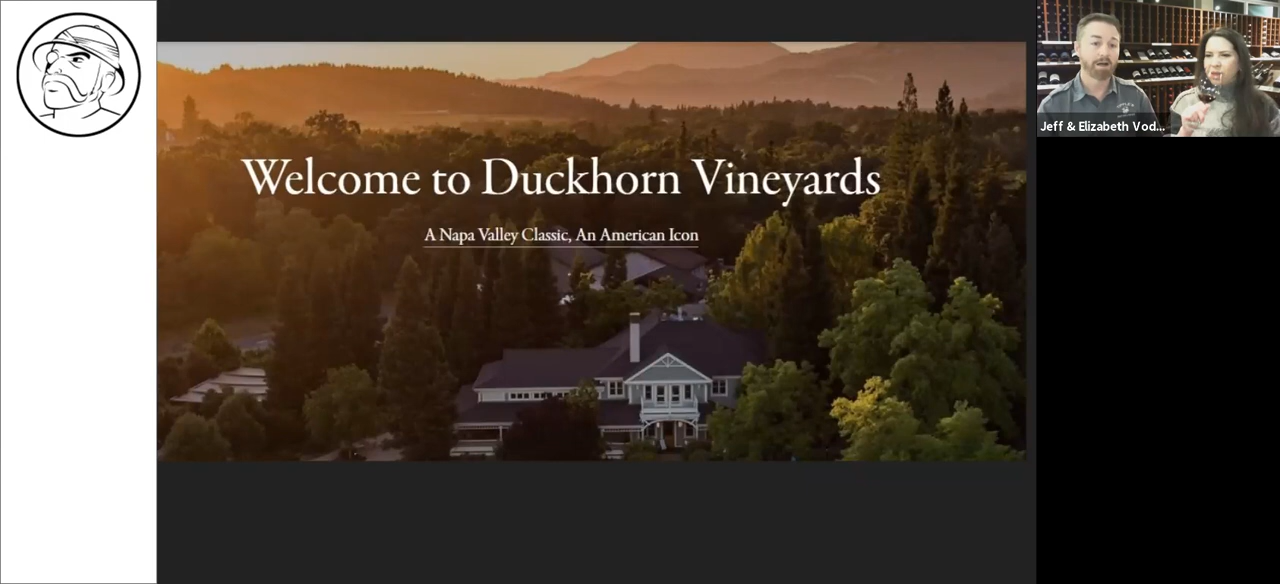 Welcome to Duckhorn Vineyards
A Napa Valley Classic, An American Icon
Jeff & Elizabeth Vod...